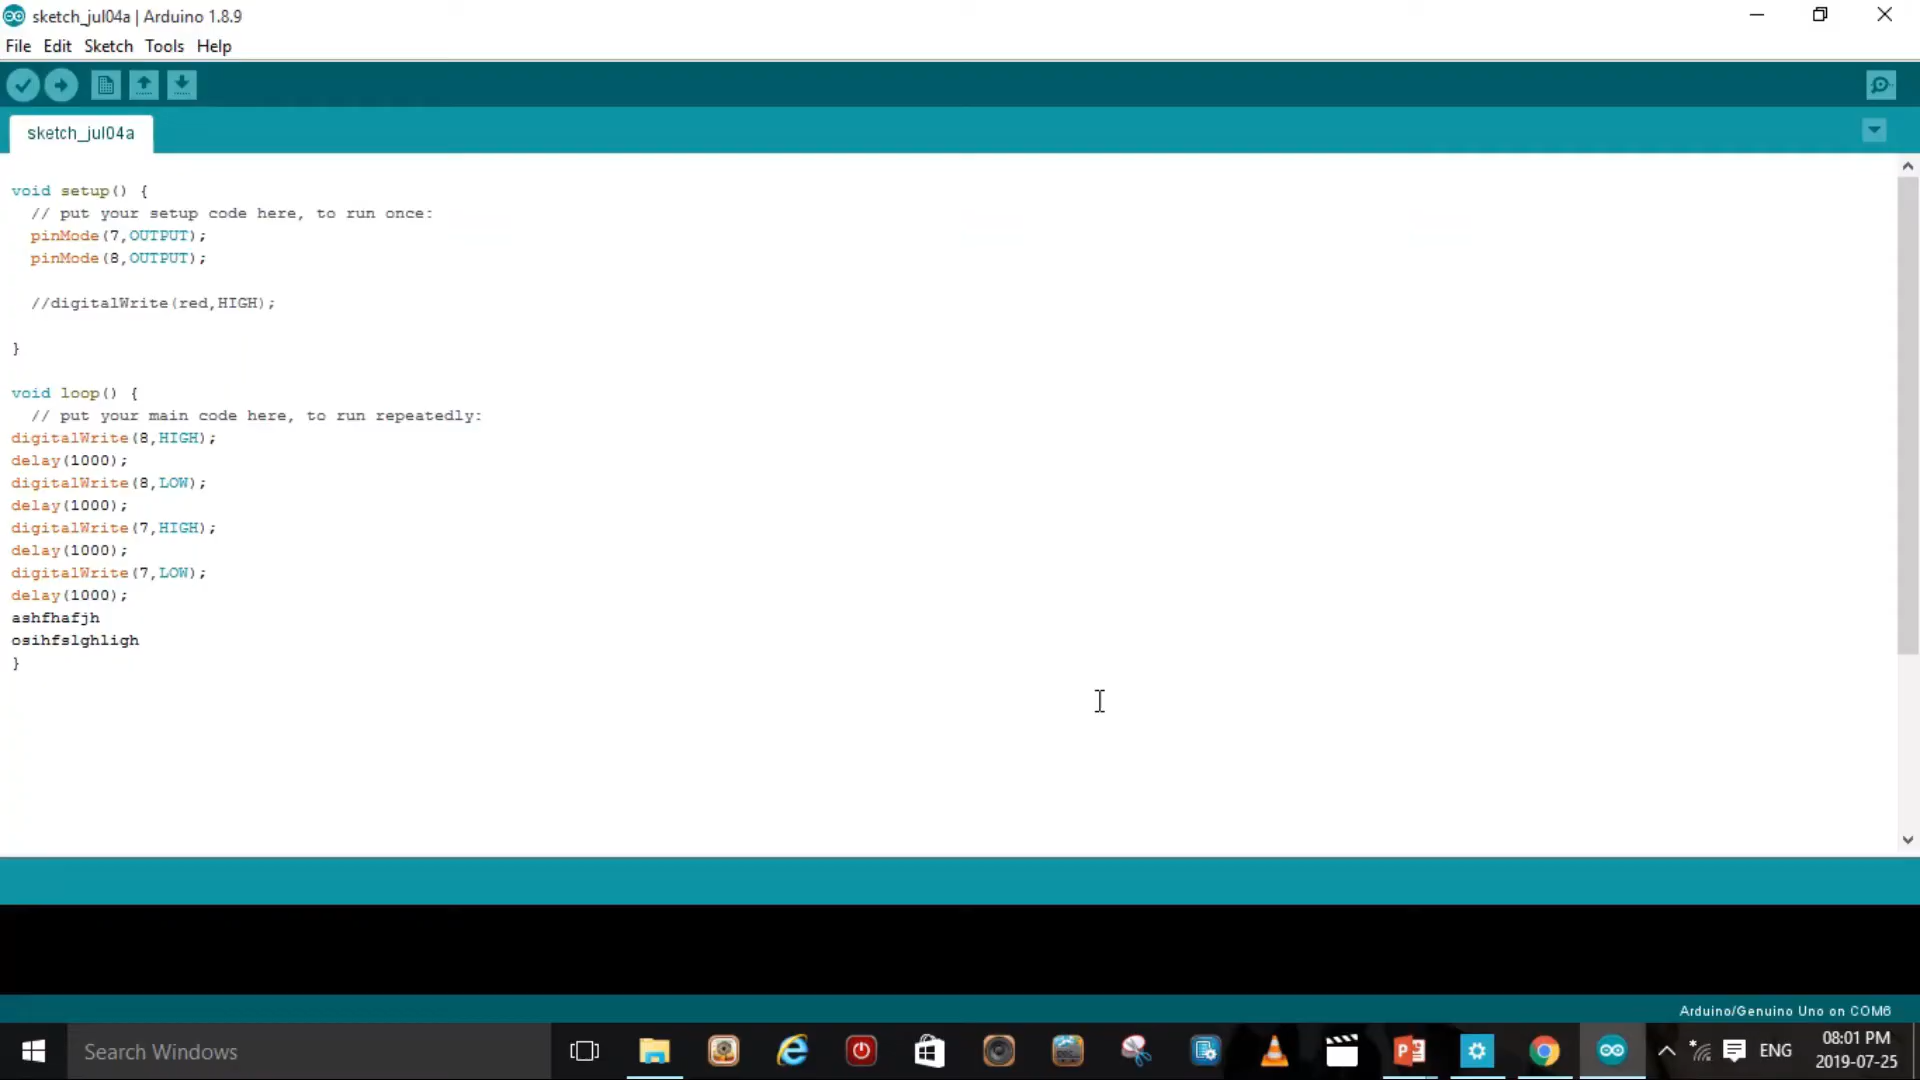 sketch_jul04a | Arduino 1.8.9
File Edit Sketch Tools Help
sketch_jul04a
void setup() {
// put your setup code here, to run once:
pinMode(7,OUTPUT);
pinMode(8,OUTPUT);
//digitalWrite(red,HIGH);
}
void loop() {
// put your main code here, to run repeatedly:
digitalWrite(8,HIGH);
delay(1000);
digitalWrite(8,LOW);
delay(1000);
digitalWrite(7,HIGH);
delay(1000);
digitalWrite(7,LOW);
delay(1000);
ashfhafjh
osihfslghligh
}
Arduino/Genuino Uno on COM6
Search Windows
ENG
08:01 PM
2019-07-25